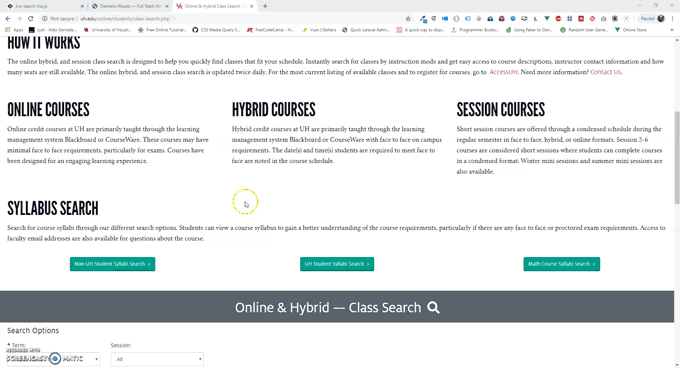 live search Vue.js
Demaria Woods — Full Stack W
Online & Hybrid Class Search —
Not secure | uh.edu/online/students/class-search.php
Paused
Apps
Lyft - Aldo Gernade
University of Houst
Free Online Tutorial
CSS Media Query C
freeCodeCamp - H
Vues | Getters
Quick Laravel Admi
A quick way to displ
Programmer Books
Using Faker to Gen
Random User Gene
Online Store
HOW IT WORKS
The online, hybrid, and session class search is designed to help you quickly find classes that fit your schedule. Instantly search for classes by instruction mode and get easy access to course descriptions, instructor contact information and how
many seats are still available. The online hybrid, and session class search is updated twice daily. For the most current listing of available classes and to register for courses, go to AccessUH. Need more information? Contact Us.
ONLINE COURSES
Online credit courses at UH are primarily taught through the learning
management system Blackboard or CourseWare. These courses may have
minimal face to face requirements, particularly for exams. Courses have
been designed for an engaging learning experience.
HYBRID COURSES
Hybrid credit courses at UH are primarily taught through the learning
management system Blackboard or CourseWare with face to face on campus
requirements. The date(s) and time(s) students are required to meet face to
face are noted in the course schedule.
SESSION COURSES
Short session courses are offered through a condensed schedule during the
regular semester in face to face, hybrid, or online formats. Session 2-6
courses are considered short sessions where students can complete courses
in a condensed format. Winter mini sessions and summer mini sessions are
also available.
SYLLABUS SEARCH
Search for course syllabi through our different search options. Students can view a course syllabus to gain a better understanding of the course requirements, particularly if there are any face to face or proctored exam requirements. Access to
faculty email addresses are also available for questions about the course.
Non UH Student Syllabi Search >
UH Student Syllabi Search >
Math Course Syllabi Search >
Online & Hybrid — Class Search
Search Options
* Term:
Session:
All
RECORDED WITH
SCREENCAST MATIC